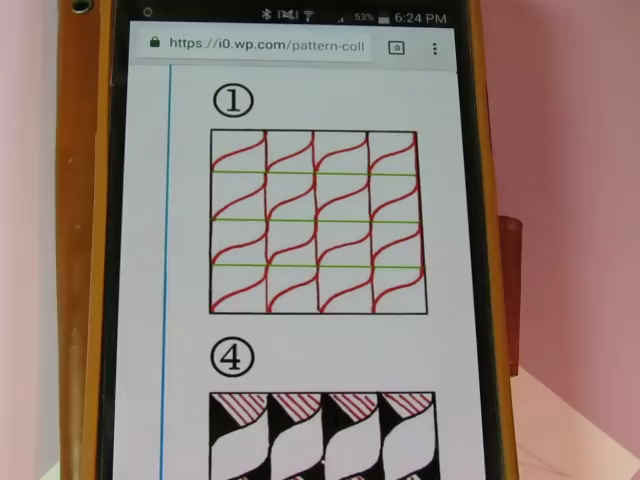 53% 6:24 PM
https://i0.wp.com/pattern-coll
:D
①
④